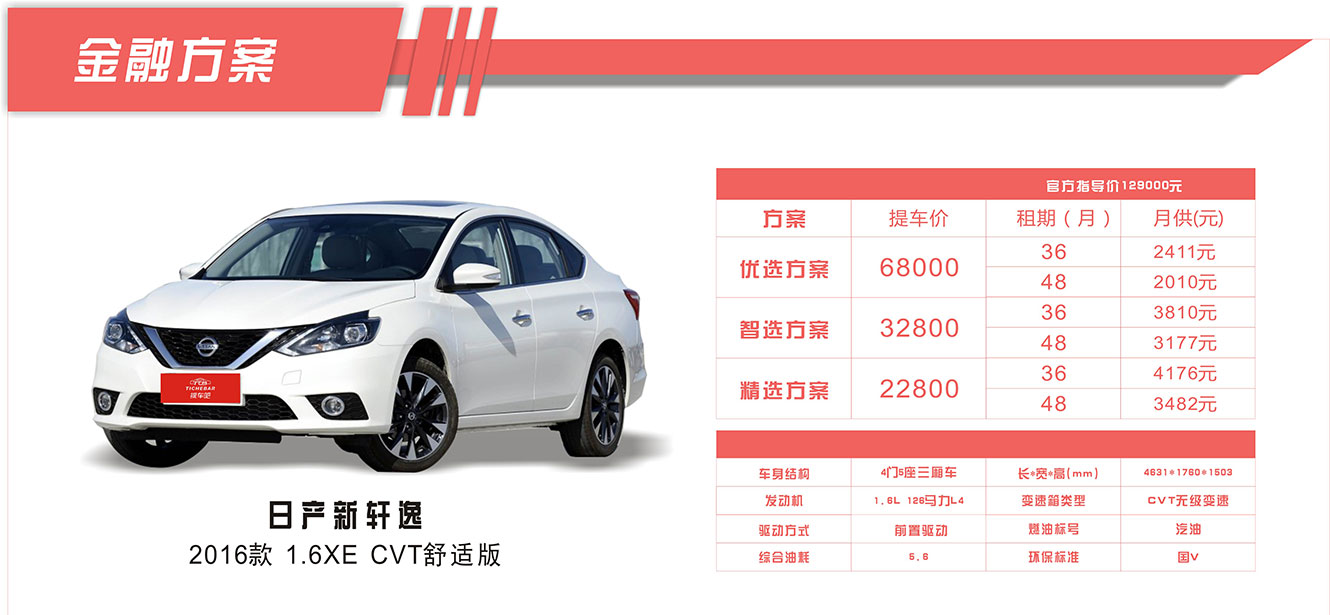 金融方案
官方指导价129000元
方案 提车价 租期（月） 月供(元)
优选方案 68000 36 2411元
48 2010元
智选方案 32800 36 3810元
48 3177元
精选方案 22800 36 4176元
48 3482元
车身结构 4门5座三厢车 长*宽*高(mm) 4631*1760*1503
发动机 1.6L 126马力L4 变速箱类型 CVT无级变速
驱动方式 前置驱动 燃油标号 汽油
综合油耗 5.6 环保标准 国V
TICHEBAR
提车吧
日产新轩逸
2016款 1.6XE CVT舒适版